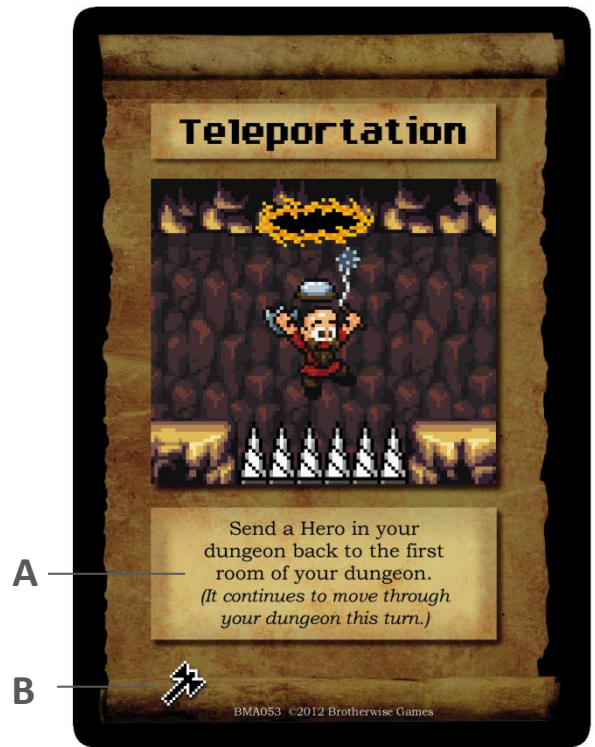 Teleportation
Send a Hero in your
dungeon back to the first
room of your dungeon.
(It continues to move through
your dungeon this turn.)
A
B
BMA053 ©2012 Brotherwise Games